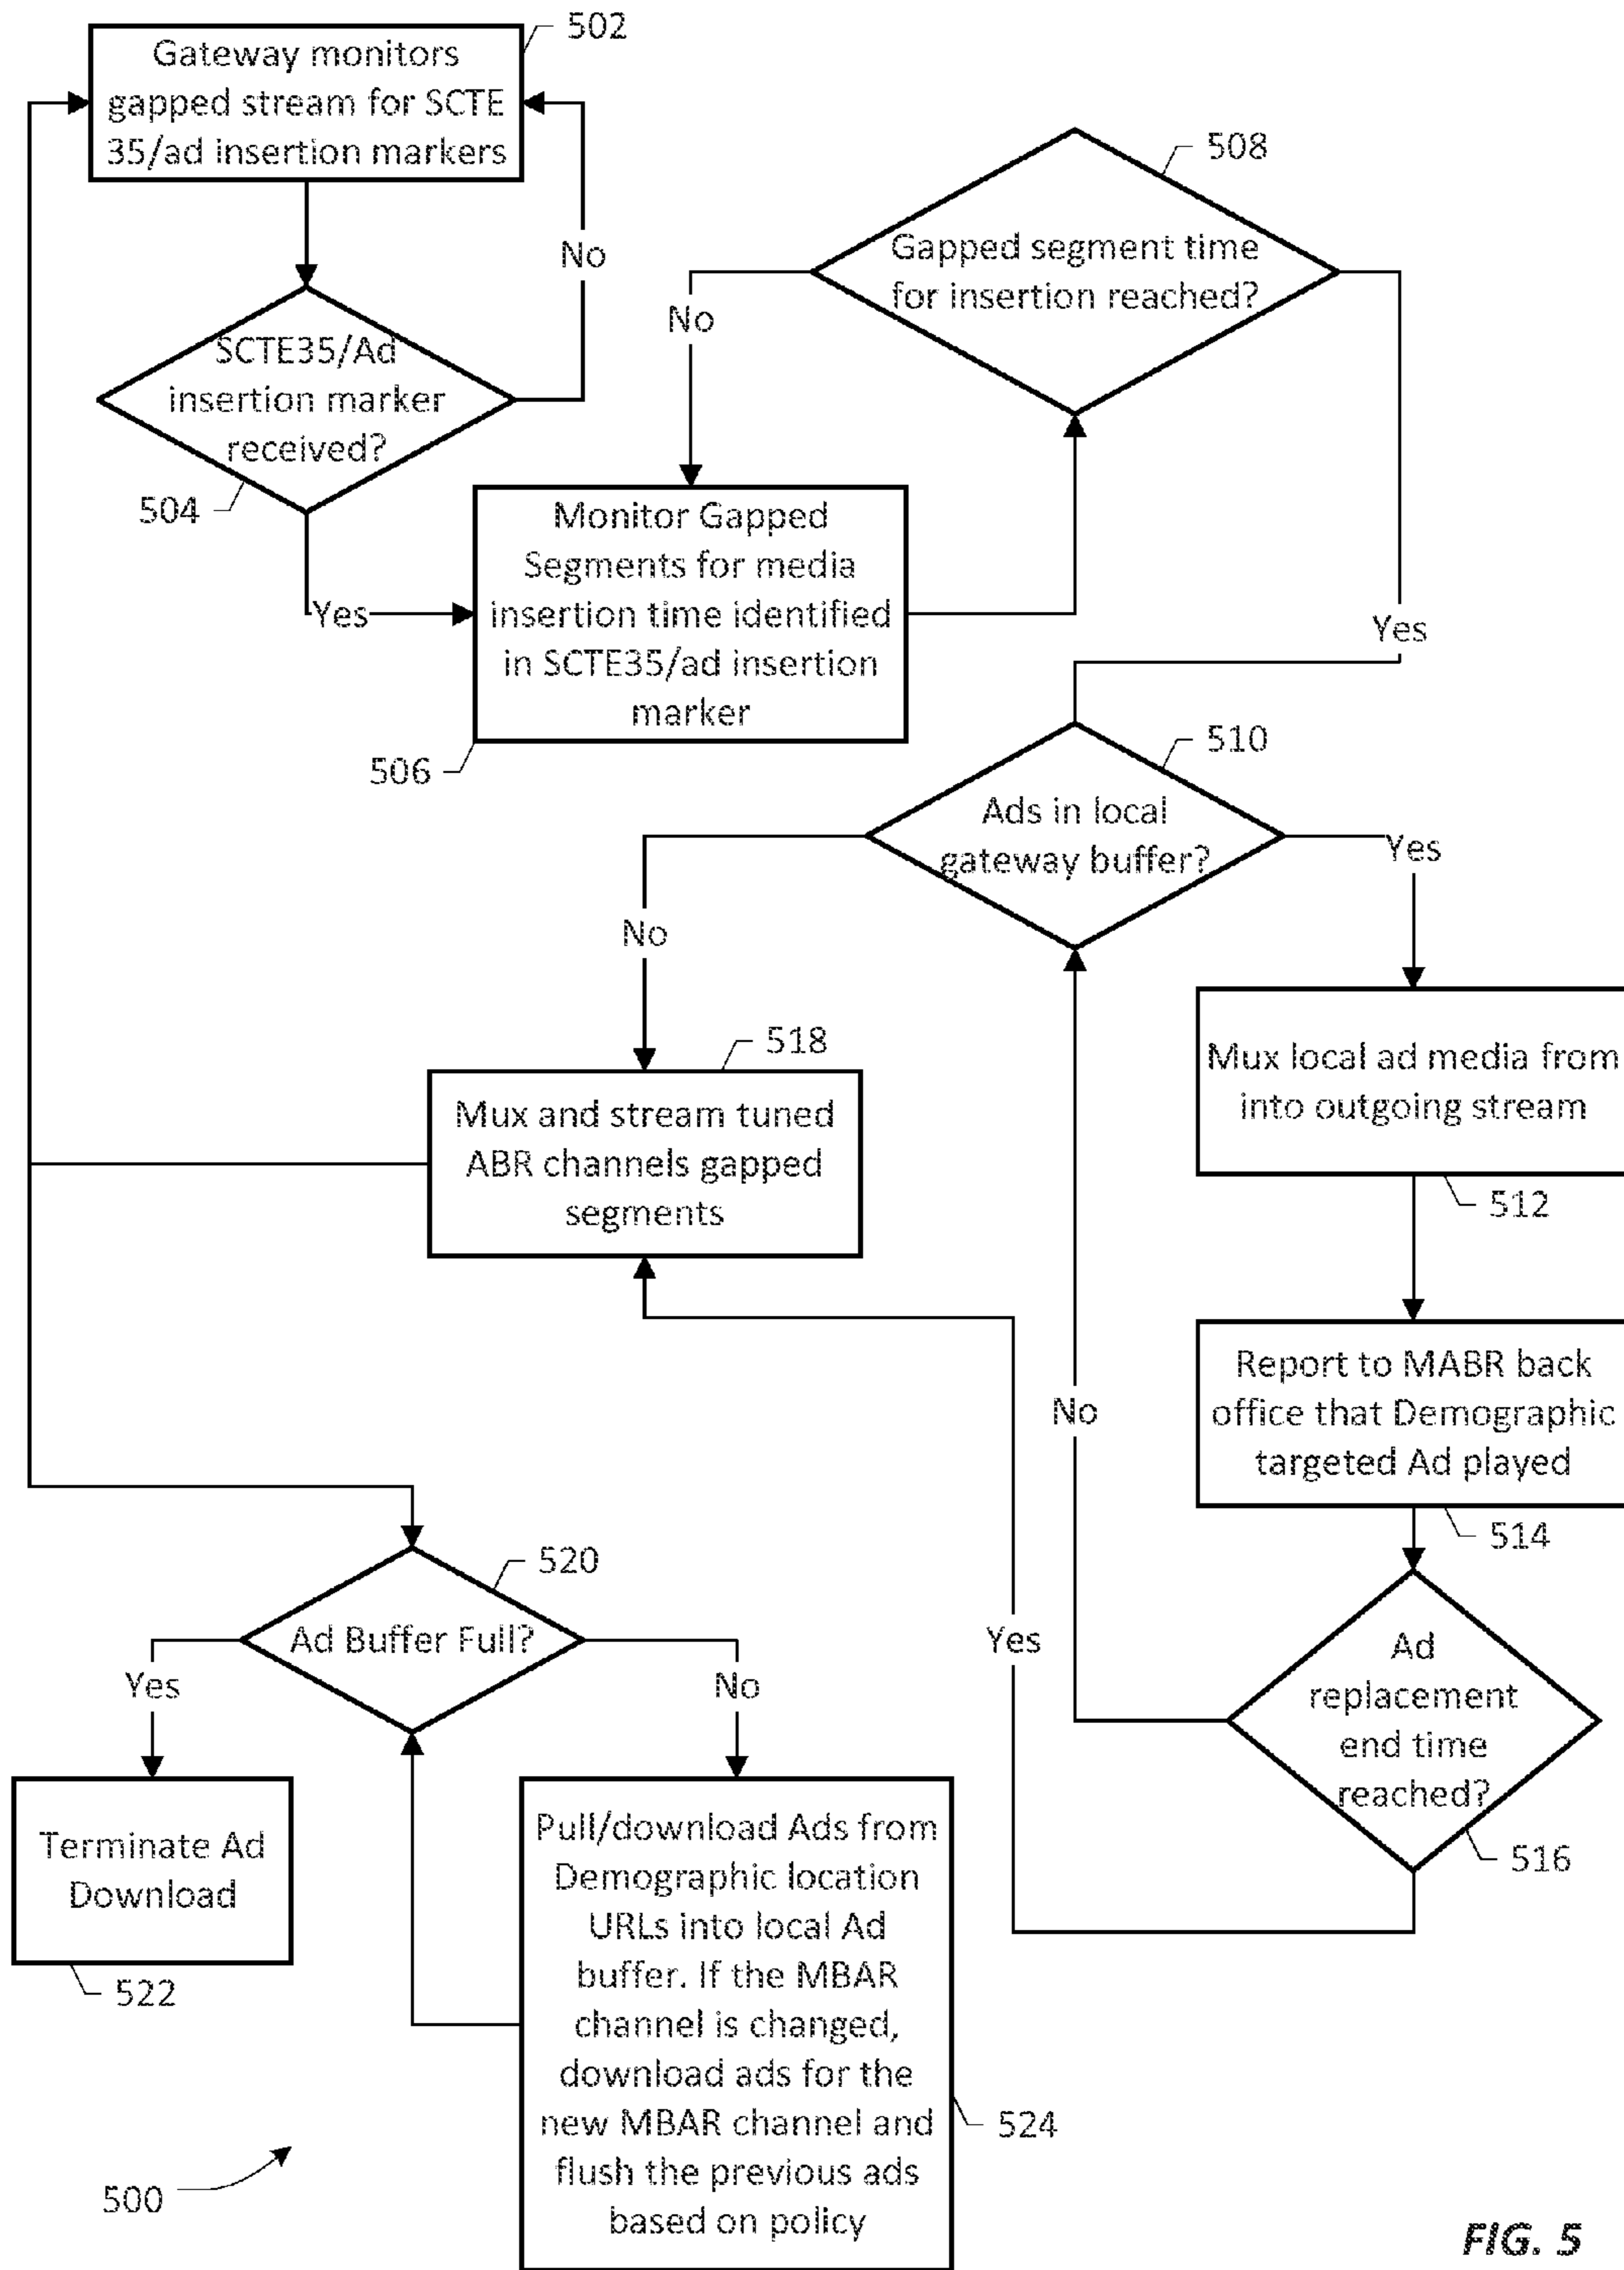 502
Gateway monitors
gapped stream for SCTE
35/ad insertion markers
No
SCTE35/Ad
insertion marker
received?
504
Yes
508
Gapped segment time
for insertion reached?
No
Yes
Monitor Gapped
Segments for media
insertion time identified
in SCTE35/ad insertion
marker
506
510
Ads in local
gateway buffer?
No
Yes
518
Mux and stream tuned
ABR channels gapped
segments
Mux local ad media from
into outgoing stream
512
Report to MABR back
office that Demographic
targeted Ad played
514
No
Yes
Ad
replacement
end time
reached?
516
520
Ad Buffer Full?
Yes
No
Terminate Ad
Download
522
Pull/download Ads from
Demographic location
URLs into local Ad
buffer. If the MBAR
channel is changed,
download ads for the
new MBAR channel and
flush the previous ads
based on policy
524
500
FIG. 5